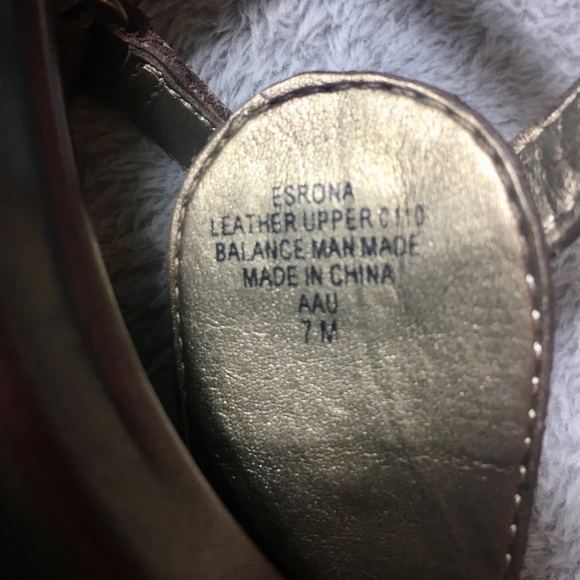 ESRONA
LEATHER UPPER 0110
BALANCE MAN MADE
MADE IN CHINA
AAU
7 M